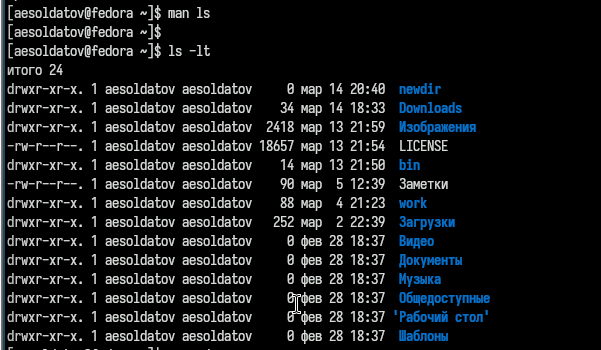 [aesoldatov@fedora ~]$ man ls
[aesoldatov@fedora ~]$
[aesoldatov@fedora ~]$ ls -lt
итого 24
drwxr-xr-x. 1 aesoldatov aesoldatov     0 мар 14 20:40  newdir
drwxr-xr-x. 1 aesoldatov aesoldatov    34 мар 14 18:33  Downloads
drwxr-xr-x. 1 aesoldatov aesoldatov  2418 мар 13 21:59  Изображения
-rw-r--r--. 1 aesoldatov aesoldatov 18657 мар 13 21:54  LICENSE
drwxr-xr-x. 1 aesoldatov aesoldatov    14 мар 13 21:50  bin
-rw-r--r--. 1 aesoldatov aesoldatov    90 мар  5 12:39  Заметки
drwxr-xr-x. 1 aesoldatov aesoldatov    88 мар  4 21:23  work
drwxr-xr-x. 1 aesoldatov aesoldatov   252 мар  2 22:39  Загрузки
drwxr-xr-x. 1 aesoldatov aesoldatov     0 фев 28 18:37  Видео
drwxr-xr-x. 1 aesoldatov aesoldatov     0 фев 28 18:37  Документы
drwxr-xr-x. 1 aesoldatov aesoldatov     0 фев 28 18:37  Музыка
drwxr-xr-x. 1 aesoldatov aesoldatov     0 фев 28 18:37  Общедоступные
drwxr-xr-x. 1 aesoldatov aesoldatov     0 фев 28 18:37 'Рабочий стол'
drwxr-xr-x. 1 aesoldatov aesoldatov     0 фев 28 18:37  Шаблоны